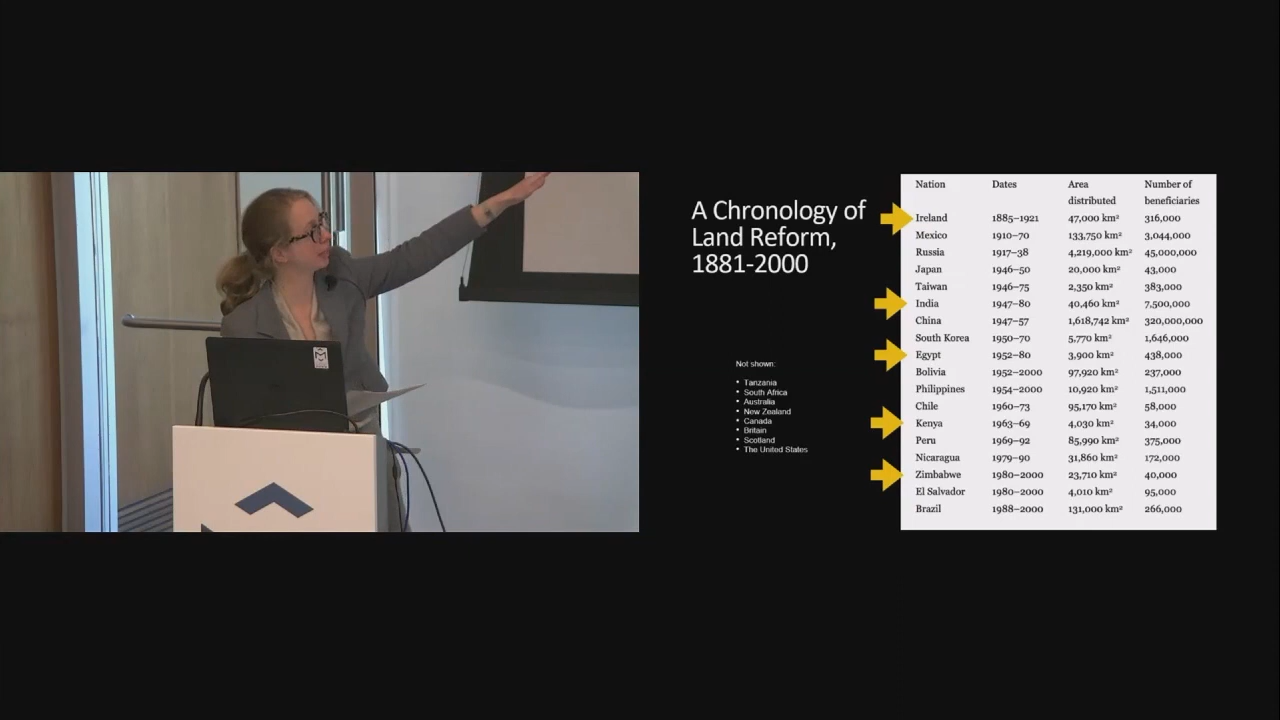 A Chronology of
Land Reform,
1881-2000
Not shown:
• Tanzania
• South Africa
• Australia
• New Zealand
• Canada
• Britain
• Scotland
• The United States
Nation Dates Area distributed Number of beneficiaries
Ireland 1885–1921 47,000 km² 316,000
Mexico 1910–70 133,750 km² 3,044,000
Russia 1917–38 4,219,000 km² 45,000,000
Japan 1946–50 20,000 km² 43,000
Taiwan 1946–75 2,350 km² 383,000
India 1947–80 40,460 km² 7,500,000
China 1947–57 1,618,742 km² 320,000,000
South Korea 1950–70 5,770 km² 1,646,000
Egypt 1952–80 3,900 km² 438,000
Bolivia 1952–2000 97,920 km² 237,000
Philippines 1954–2000 10,920 km² 1,511,000
Chile 1960–73 95,170 km² 58,000
Kenya 1963–69 4,030 km² 34,000
Peru 1969–92 85,990 km² 375,000
Nicaragua 1979–90 31,860 km² 172,000
Zimbabwe 1980–2000 23,710 km² 40,000
El Salvador 1980–2000 4,010 km² 95,000
Brazil 1988–2000 131,000 km² 266,000